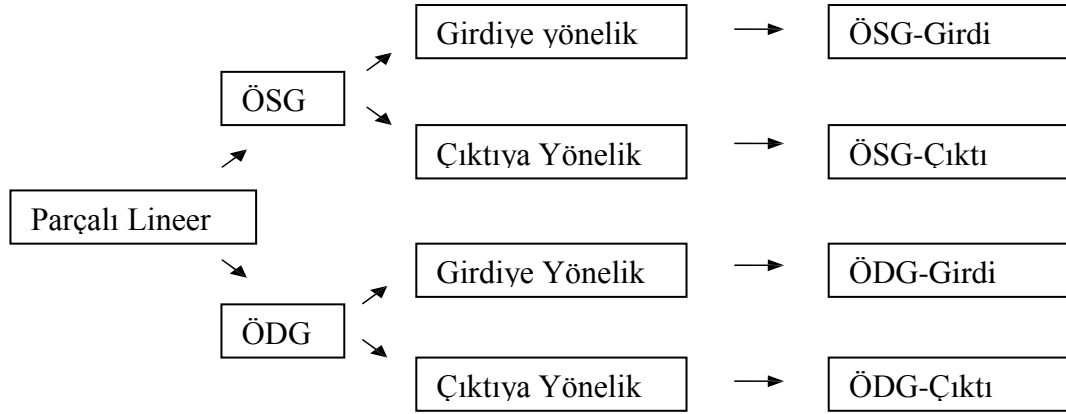 Girdiye yönelik
ÖSG-Girdi
ÖSG
Çıktıya Yönelik
ÖSG-Çıktı
Parçalı Lineer
Girdiye Yönelik
ÖDG-Girdi
ÖDG
Çıktıya Yönelik
ÖDG-Çıktı